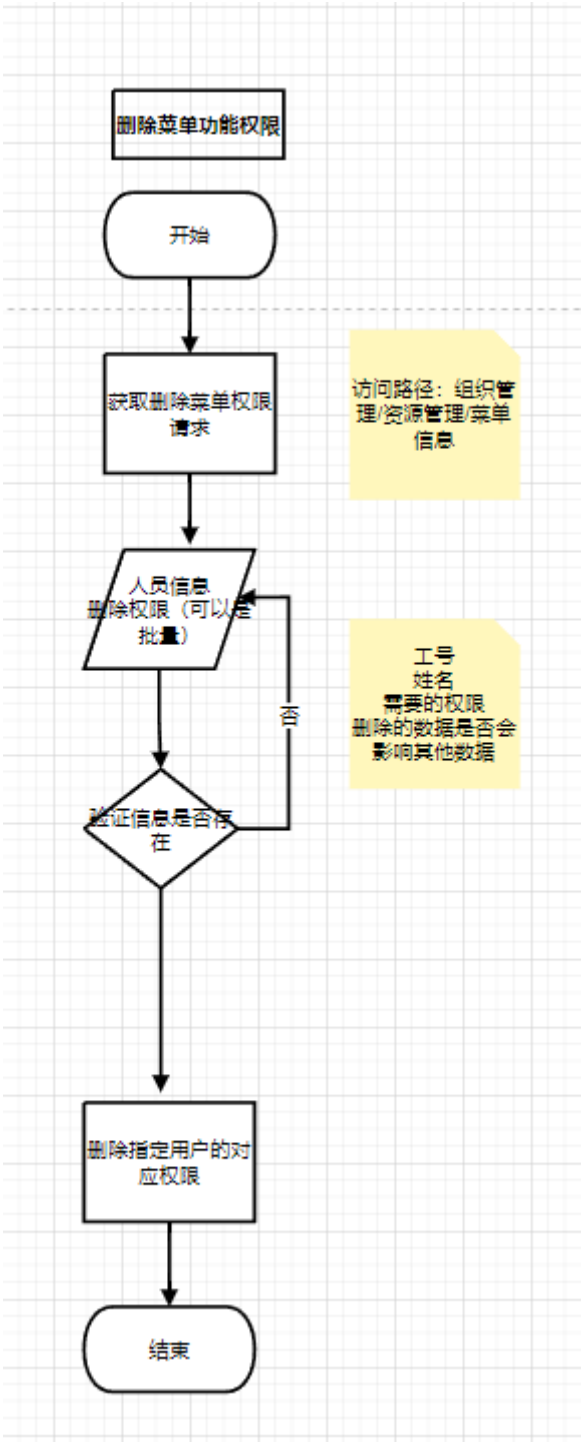 删除菜单功能权限
开始
获取删除菜单权限
请求
访问路径：组织管
理/资源管理/菜单
信息
人员信息
删除权限（可以是
批量）
否
工号
姓名
需要的权限
删除的数据是否会
影响其他数据
验证信息是否存
在
删除指定用户的对
应权限
结束